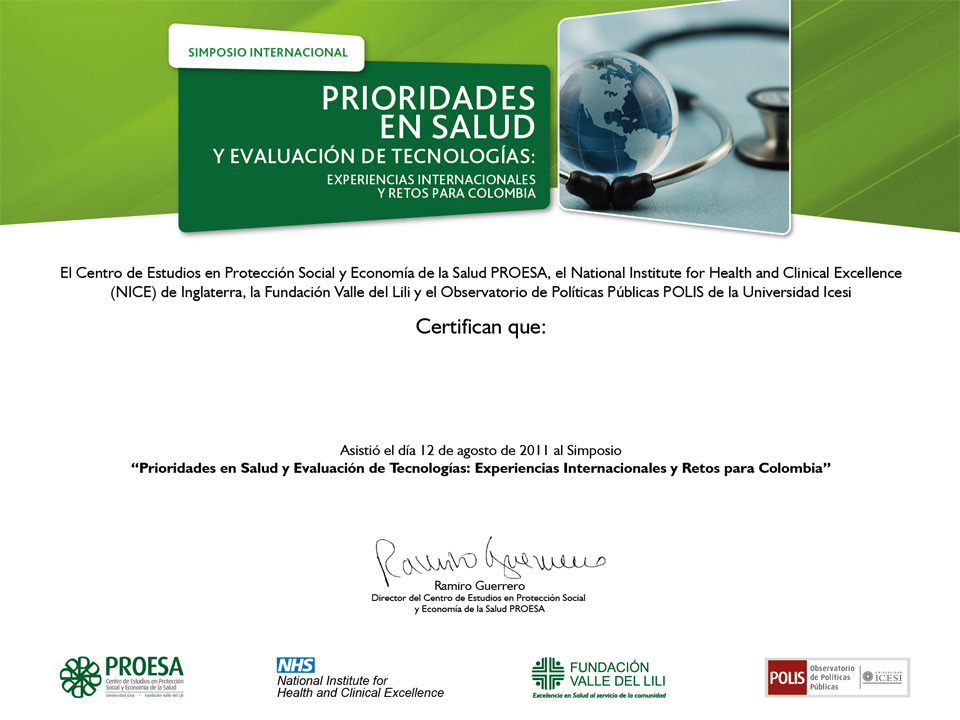 SIMPOSIO INTERNACIONAL
PRIORIDADES
EN SALUD
Y EVALUACIÓN DE TECNOLOGÍAS:
EXPERIENCIAS INTERNACIONALES
Y RETOS PARA COLOMBIA
El Centro de Estudios en Protección Social y Economía de la Salud PROESA, el National Institute for Health and Clinical Excellence
(NICE) de Inglaterra, la Fundación Valle del Lili y el Observatorio de Políticas Públicas POLIS de la Universidad Icesi
Certifican que:
Asistió el día 12 de agosto de 2011 al Simposio
“Prioridades en Salud y Evaluación de Tecnologías: Experiencias Internacionales y Retos para Colombia”
Ramiro Guerrero
Ramiro Guerrero
Director del Centro de Estudios en Protección Social
y Economía de la Salud PROESA
PROESA
Centro de Estudios en Protección
Social y Economía de la Salud
Universidad Icesi - Fundación Valle del Lili
NHS
National Institute for
Health and Clinical Excellence
FUNDACIÓN
VALLE DEL LILI
Excelencia en Salud al servicio de la comunidad
POLIS
Observatorio
de Políticas
Públicas
UNIVERSIDAD
ICESI